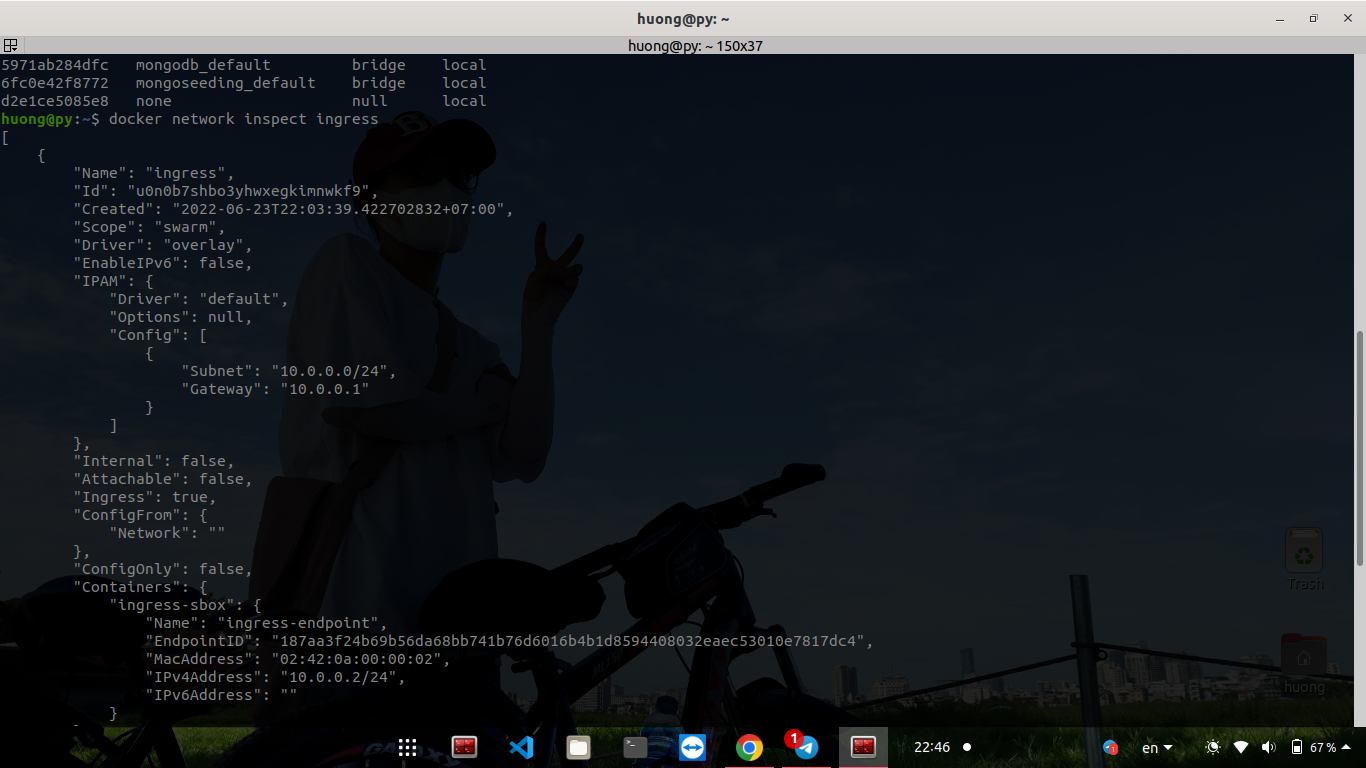 huong@py: ~
huong@py: ~ 150x37
5971ab284dfc   mongodb_default         bridge    local
6fc0e42f8772   mongoseeding_default    bridge    local
d2e1ce5085e8   none                    null      local
huong@py:~$ docker network inspect ingress
[
    {
        "Name": "ingress",
        "Id": "u0n0b7shbo3yhwxegkimnwkf9",
        "Created": "2022-06-23T22:03:39.422702832+07:00",
        "Scope": "swarm",
        "Driver": "overlay",
        "EnableIPv6": false,
        "IPAM": {
            "Driver": "default",
            "Options": null,
            "Config": [
                {
                    "Subnet": "10.0.0.0/24",
                    "Gateway": "10.0.0.1"
                }
            ]
        },
        "Internal": false,
        "Attachable": false,
        "Ingress": true,
        "ConfigFrom": {
            "Network": ""
        },
        "ConfigOnly": false,
        "Containers": {
            "ingress-sbox": {
                "Name": "ingress-endpoint",
                "EndpointID": "187aa3f24b69b56da68bb741b76d6016b4b1d8594408032eaec53010e7817dc4",
                "MacAddress": "02:42:0a:00:00:02",
                "IPv4Address": "10.0.0.2/24",
                "IPv6Address": ""
            }
Trash
huong
1
22:46
1
en
67 %